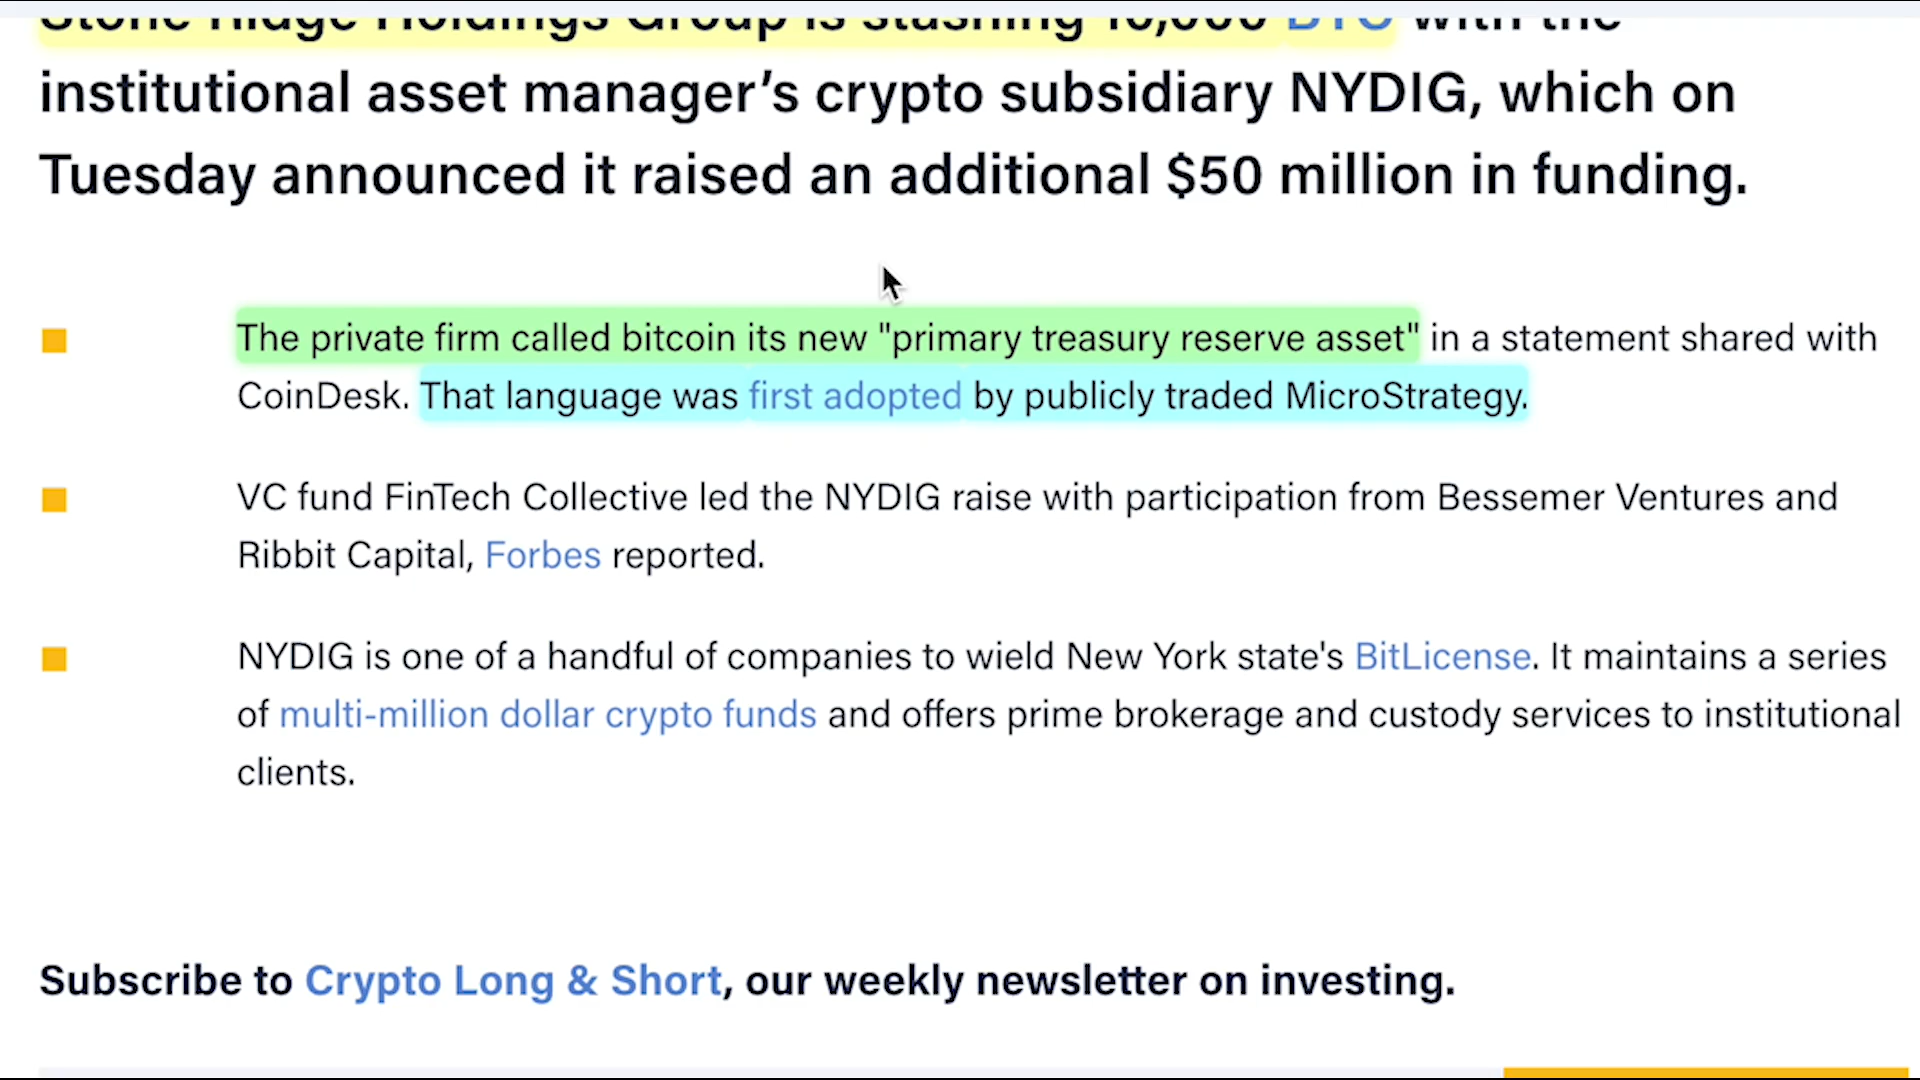 Stone Ridge Holdings Group is stashing 10,000 BTC with the
institutional asset manager’s crypto subsidiary NYDIG, which on
Tuesday announced it raised an additional $50 million in funding.
The private firm called bitcoin its new "primary treasury reserve asset" in a statement shared with
CoinDesk. That language was first adopted by publicly traded MicroStrategy.
VC fund FinTech Collective led the NYDIG raise with participation from Bessemer Ventures and
Ribbit Capital, Forbes reported.
NYDIG is one of a handful of companies to wield New York state's BitLicense. It maintains a series
of multi-million dollar crypto funds and offers prime brokerage and custody services to institutional
clients.
Subscribe to Crypto Long & Short, our weekly newsletter on investing.